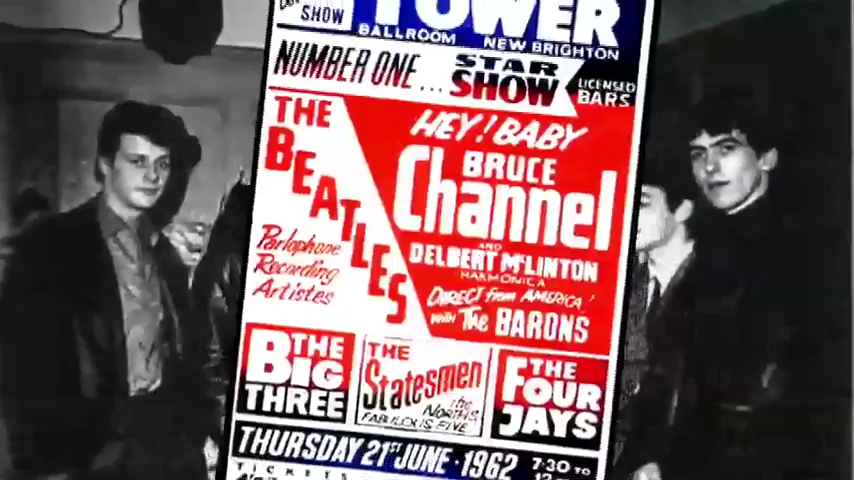 SHOW
TOWER
BALLROOM NEW BRIGHTON
NUMBER ONE... STAR SHOW
LICENSED BARS
THE BEATLES
Parlophone
Recording
Artistes
HEY! BABY
BRUCE
Channel
AND
DELBERT McLINTON
HARMONICA
DIRECT from AMERICA!
WITH The BARONS
THE
BIG
THREE
THE
Statesmen
the
NORTH'S
FABULOUS FIVE
THE
FOUR
JAYS
THURSDAY 21ST JUNE · 1962
7·30 TO
TICKETS